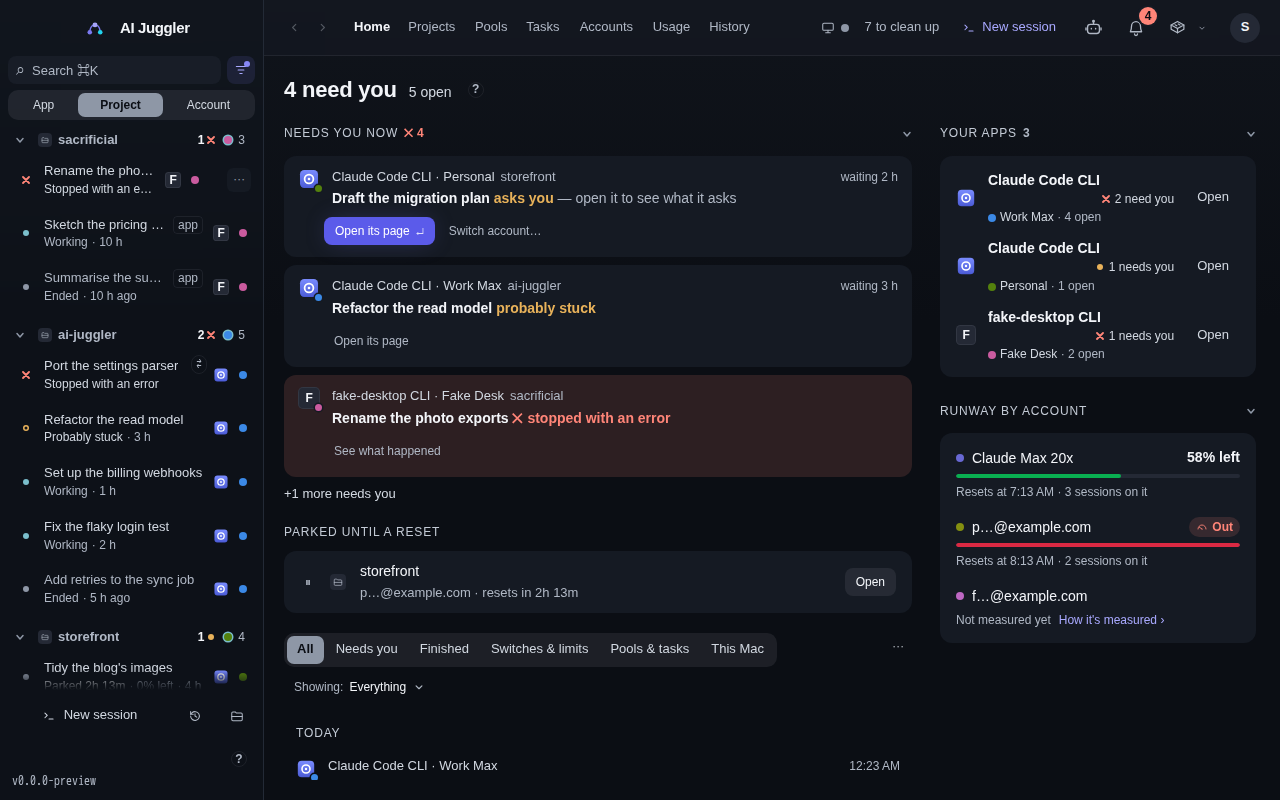 AI Juggler
Search ⌘K
App Project Account
sacrificial 1 3
Rename the pho… F
Stopped with an e…
Sketch the pricing … app F
Working · 10 h
Summarise the su… app F
Ended · 10 h ago
ai-juggler 2 5
Port the settings parser
Stopped with an error
Refactor the read model
Probably stuck · 3 h
Set up the billing webhooks
Working · 1 h
Fix the flaky login test
Working · 2 h
Add retries to the sync job
Ended · 5 h ago
storefront 1 4
Tidy the blog's images
Parked 2h 13m · 0% left · 4 h
New session
?
v0.0.0-preview
Home Projects Pools Tasks Accounts Usage History 7 to clean up New session 4 S
4 need you 5 open ?
NEEDS YOU NOW 4
Claude Code CLI · Personal storefront waiting 2 h
Draft the migration plan asks you — open it to see what it asks
Open its page Switch account…
Claude Code CLI · Work Max ai-juggler waiting 3 h
Refactor the read model probably stuck
Open its page
F fake-desktop CLI · Fake Desk sacrificial
Rename the photo exports stopped with an error
See what happened
+1 more needs you
PARKED UNTIL A RESET
storefront
p…@example.com · resets in 2h 13m
Open
All Needs you Finished Switches & limits Pools & tasks This Mac …
Showing: Everything
TODAY
Claude Code CLI · Work Max 12:23 AM
YOUR APPS 3
Claude Code CLI
2 need you Open
Work Max · 4 open
Claude Code CLI
1 needs you Open
Personal · 1 open
fake-desktop CLI
F 1 needs you Open
Fake Desk · 2 open
RUNWAY BY ACCOUNT
Claude Max 20x 58% left
Resets at 7:13 AM · 3 sessions on it
p…@example.com Out
Resets at 8:13 AM · 2 sessions on it
f…@example.com
Not measured yet How it's measured ›